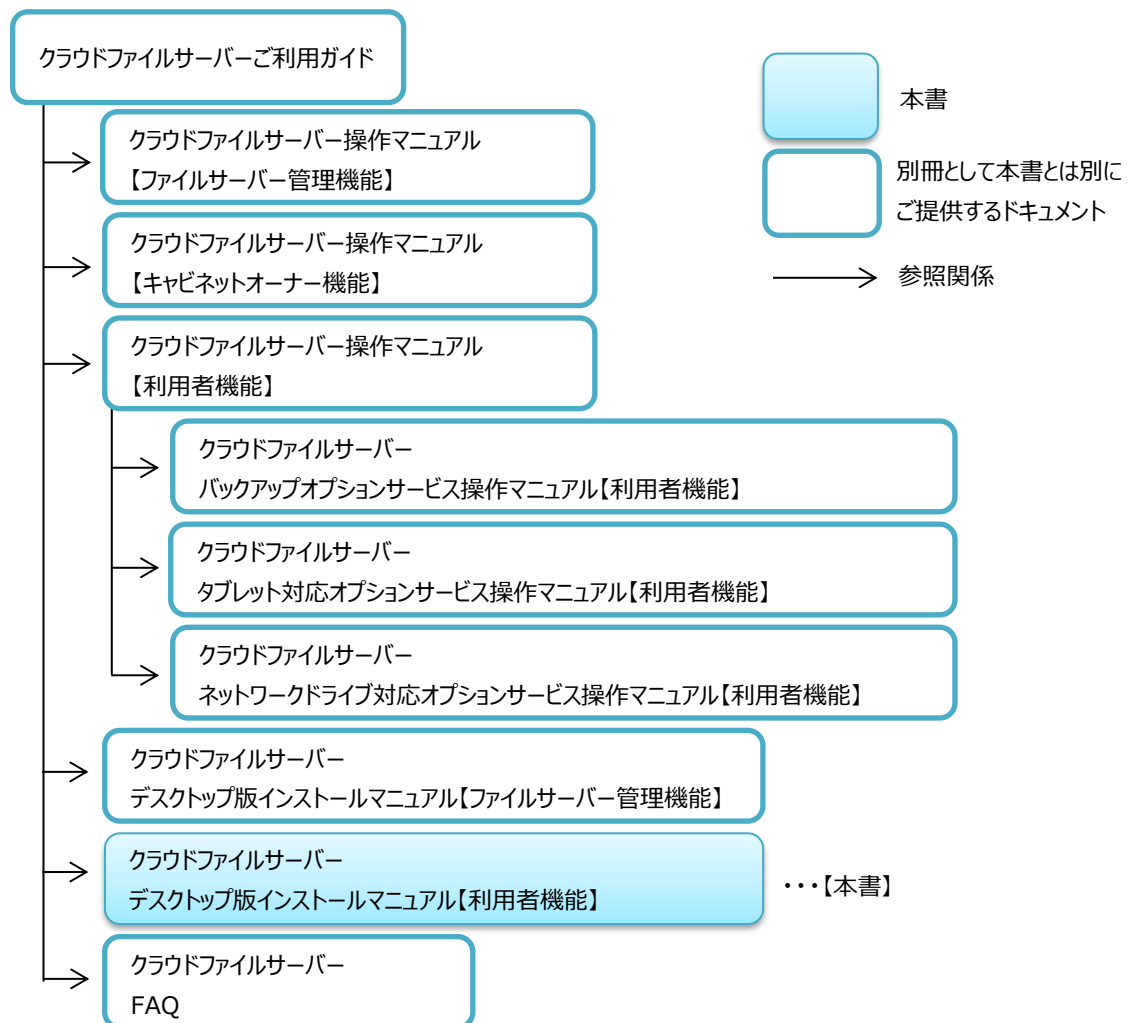 クラウドファイルサーバーご利用ガイド
クラウドファイルサーバー操作マニュアル
【ファイルサーバー管理機能】
クラウドファイルサーバー操作マニュアル
【キャビネットオーナー機能】
クラウドファイルサーバー操作マニュアル
【利用者機能】
クラウドファイルサーバー
バックアップオプションサービス操作マニュアル【利用者機能】
クラウドファイルサーバー
タブレット対応オプションサービス操作マニュアル【利用者機能】
クラウドファイルサーバー
ネットワークドライブ対応オプションサービス操作マニュアル【利用者機能】
クラウドファイルサーバー
デスクトップ版インストールマニュアル【ファイルサーバー管理機能】
クラウドファイルサーバー
デスクトップ版インストールマニュアル【利用者機能】
・・・【本書】
クラウドファイルサーバー
FAQ
本書
別冊として本書とは別に
ご提供するドキュメント
参照関係